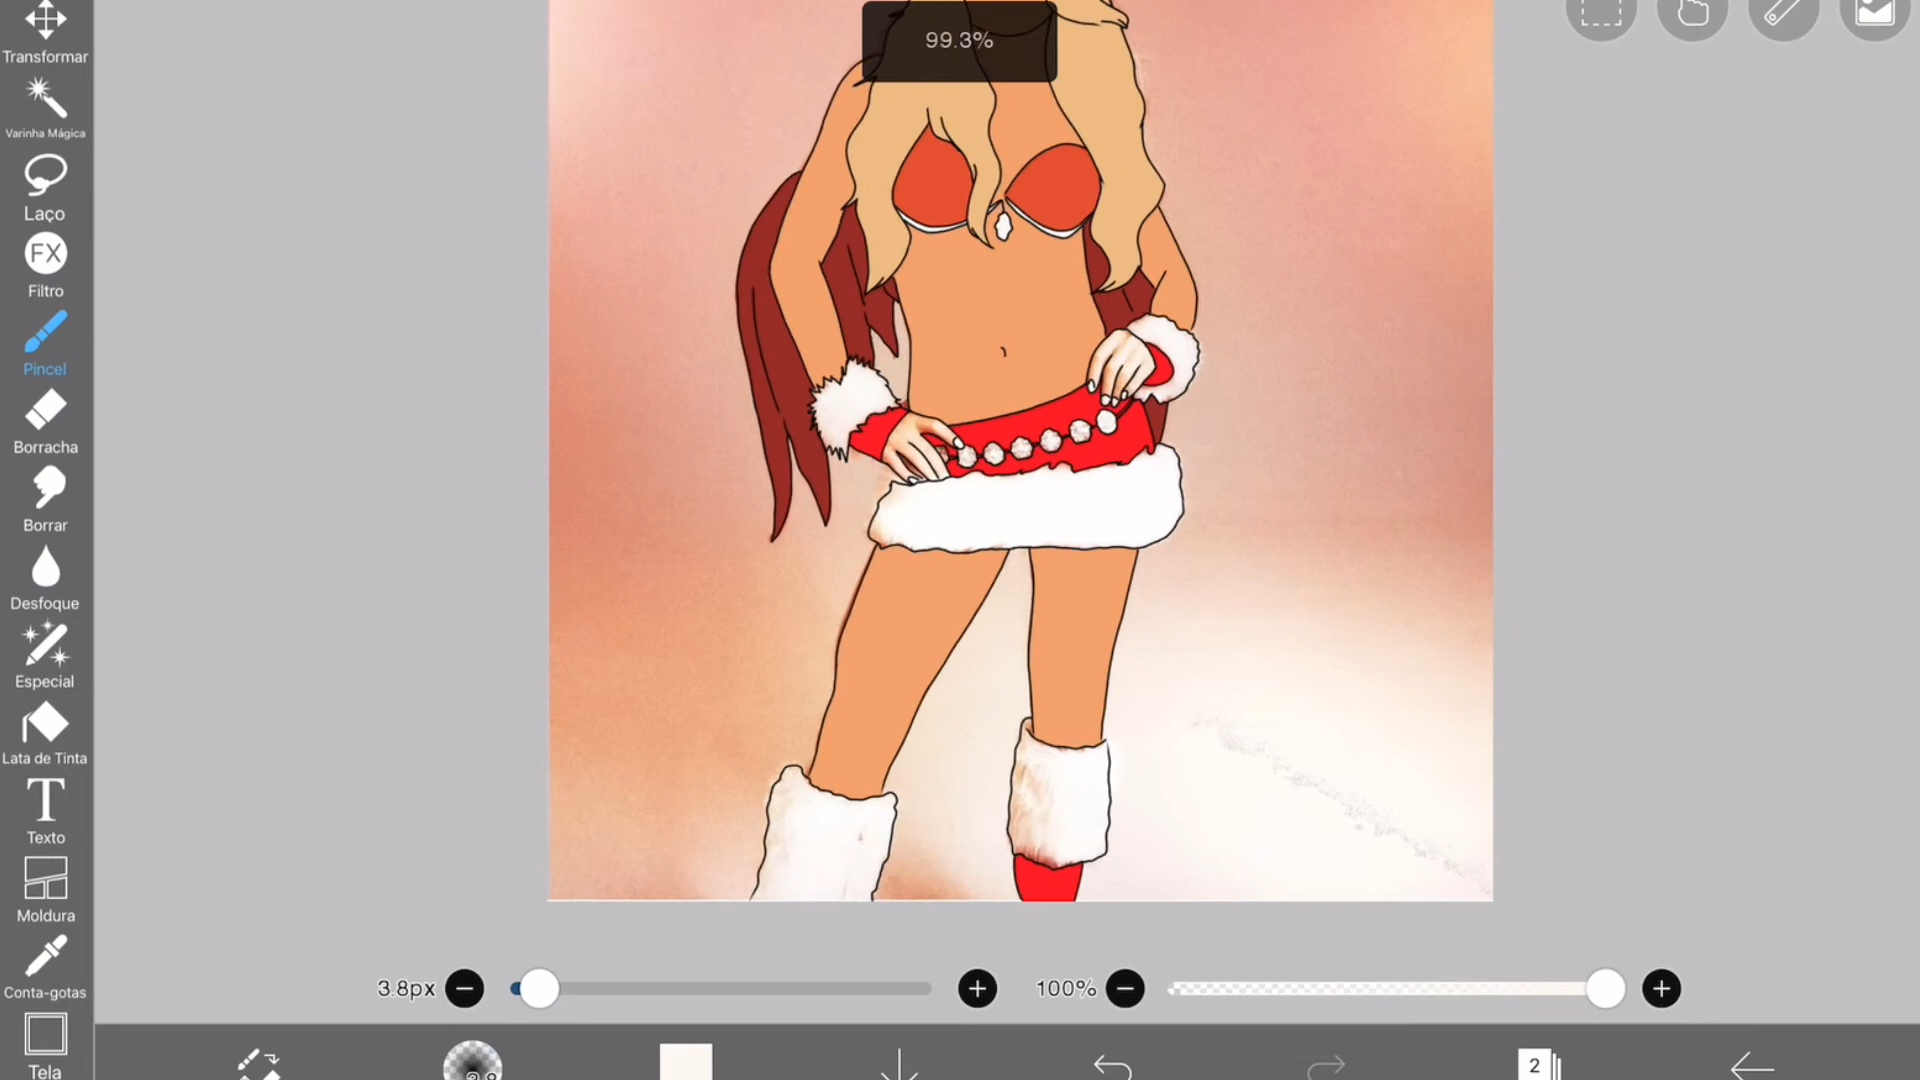 99.3%
Transformar
Varinha Mágica
Laço
FX
Filtro
Pincel
Borracha
Borrar
Desfoque
Especial
Lata de Tinta
T
Texto
Moldura
Conta-gotas
Tela
3.8px
100%
2